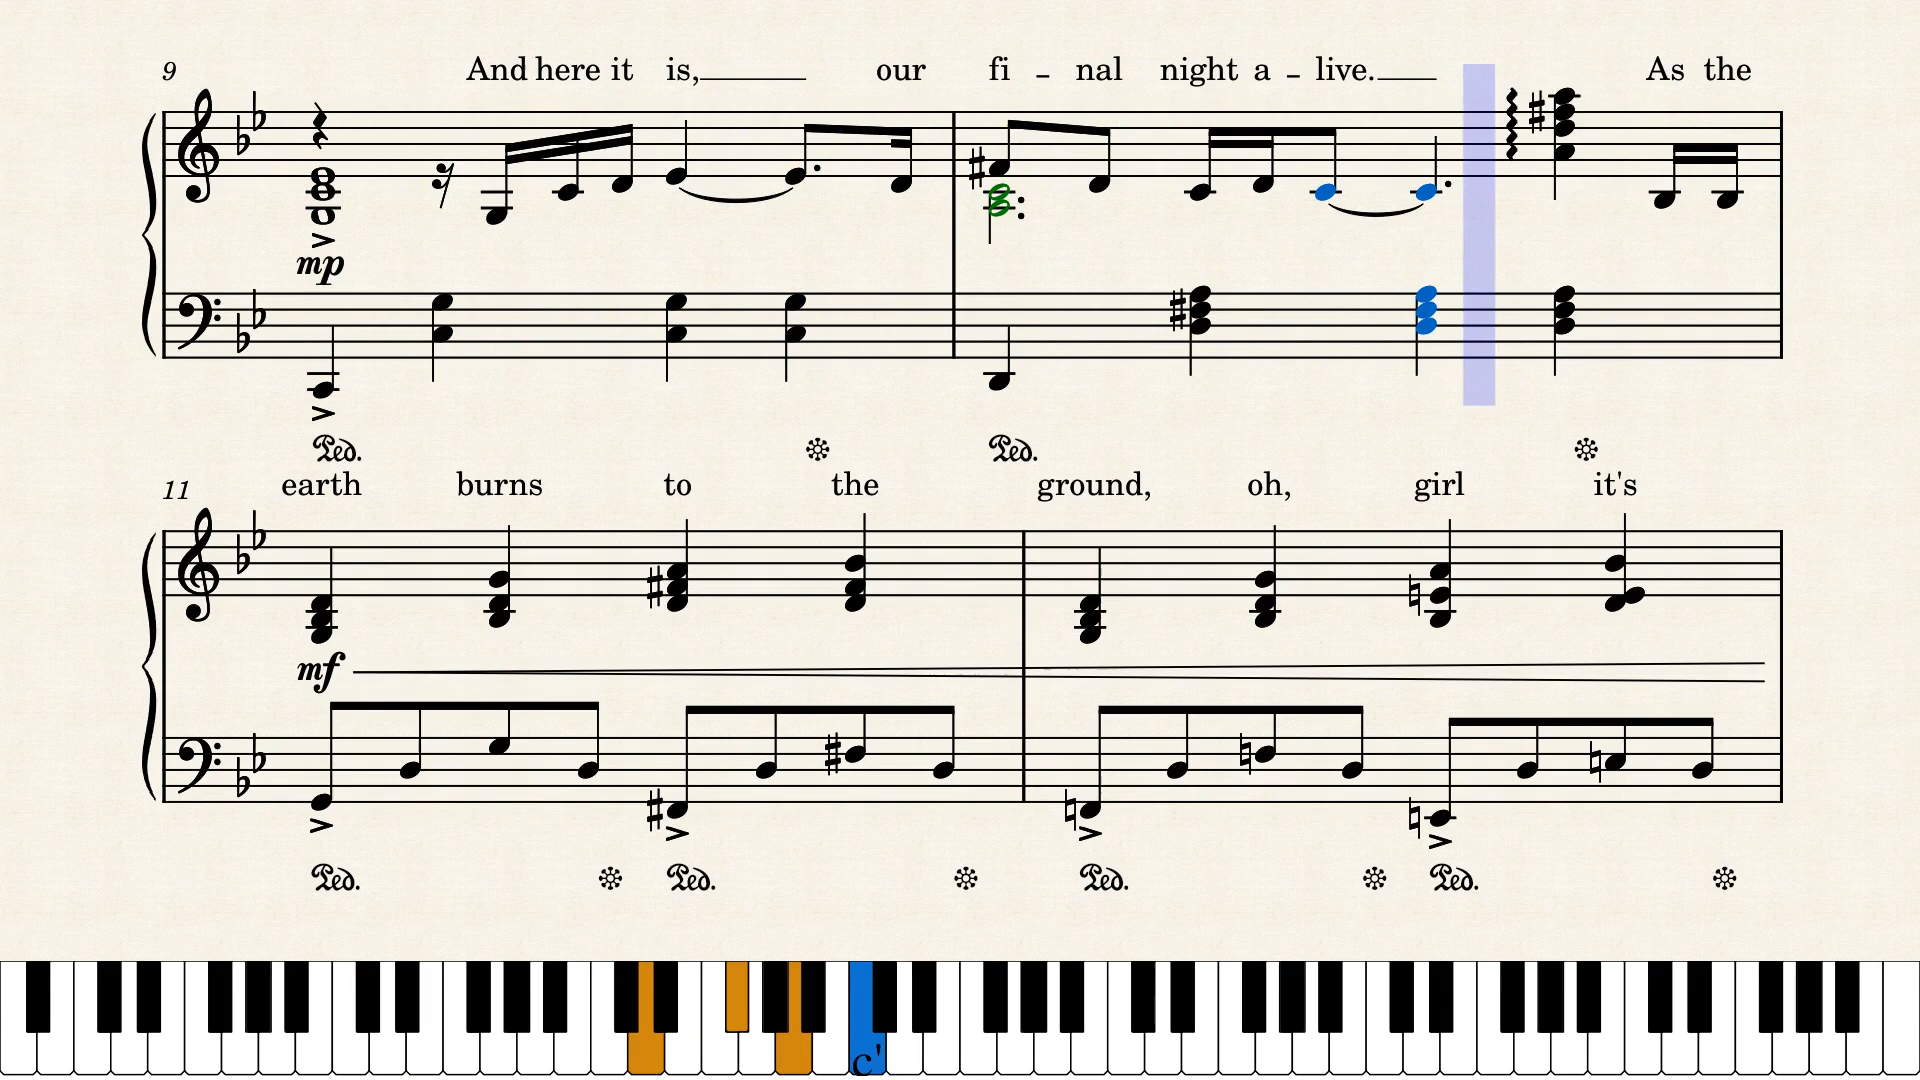 9 And here it is, our fi - nal night a - live. As the
mp
Ped. Ped.
11 earth burns to the ground, oh, girl it's
mf
Ped. Ped. Ped. Ped.
c'